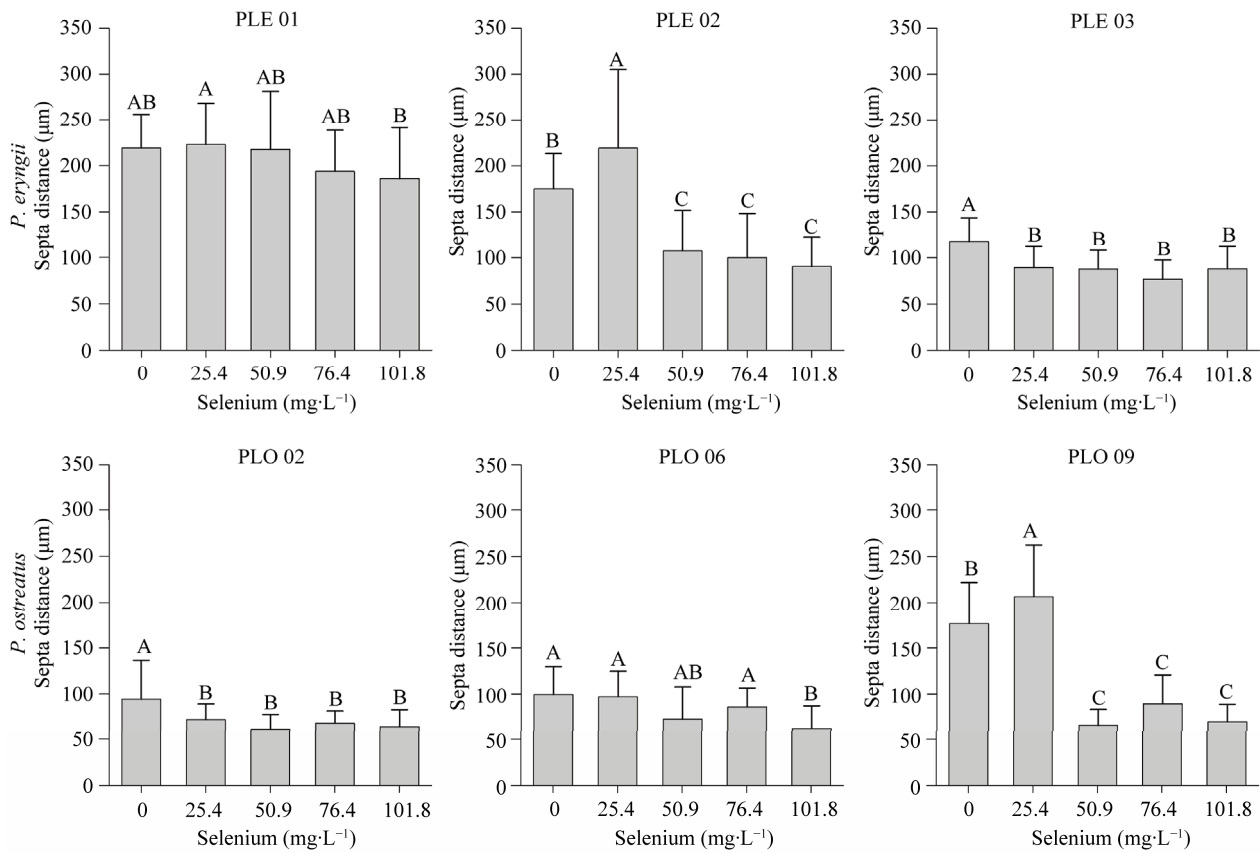 PLE 01
350
300
250
200
150
100
50
0
P. eryngii
Septa distance (μm)
AB
A
AB
AB
B
0 25.4 50.9 76.4 101.8
Selenium (mg·L⁻¹)
PLE 02
350
300
250
200
150
100
50
0
Septa distance (μm)
B
A
C
C
C
0 25.4 50.9 76.4 101.8
Selenium (mg·L⁻¹)
PLE 03
350
300
250
200
150
100
50
0
Septa distance (μm)
A
B
B
B
B
0 25.4 50.9 76.4 101.8
Selenium (mg·L⁻¹)
PLO 02
350
300
250
200
150
100
50
0
P. ostreatus
Septa distance (μm)
A
B
B
B
B
0 25.4 50.9 76.4 101.8
Selenium (mg·L⁻¹)
PLO 06
350
300
250
200
150
100
50
0
Septa distance (μm)
A
A
AB
A
B
0 25.4 50.9 76.4 101.8
Selenium (mg·L⁻¹)
PLO 09
350
300
250
200
150
100
50
0
Septa distance (μm)
B
A
C
C
C
0 25.4 50.9 76.4 101.8
Selenium (mg·L⁻¹)